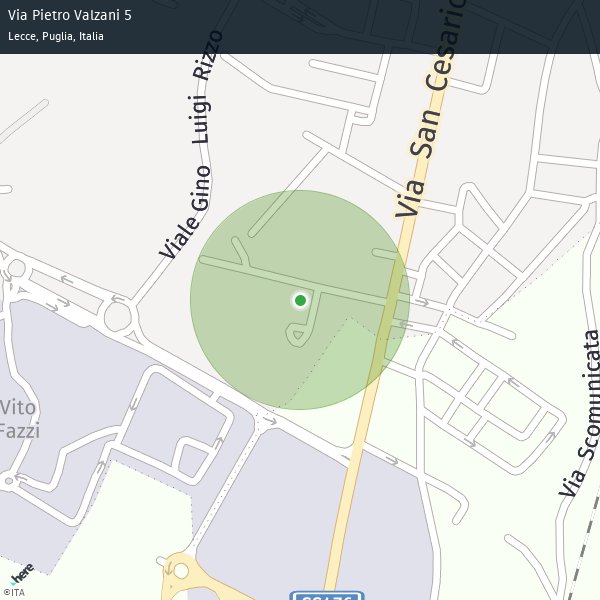 Via Pietro Valzani 5
Lecce, Puglia, Italia
Viale Gino Luigi Rizzo
Via San Cesario
Via Scomunicata
Vito
Fazzi
here
©ITA